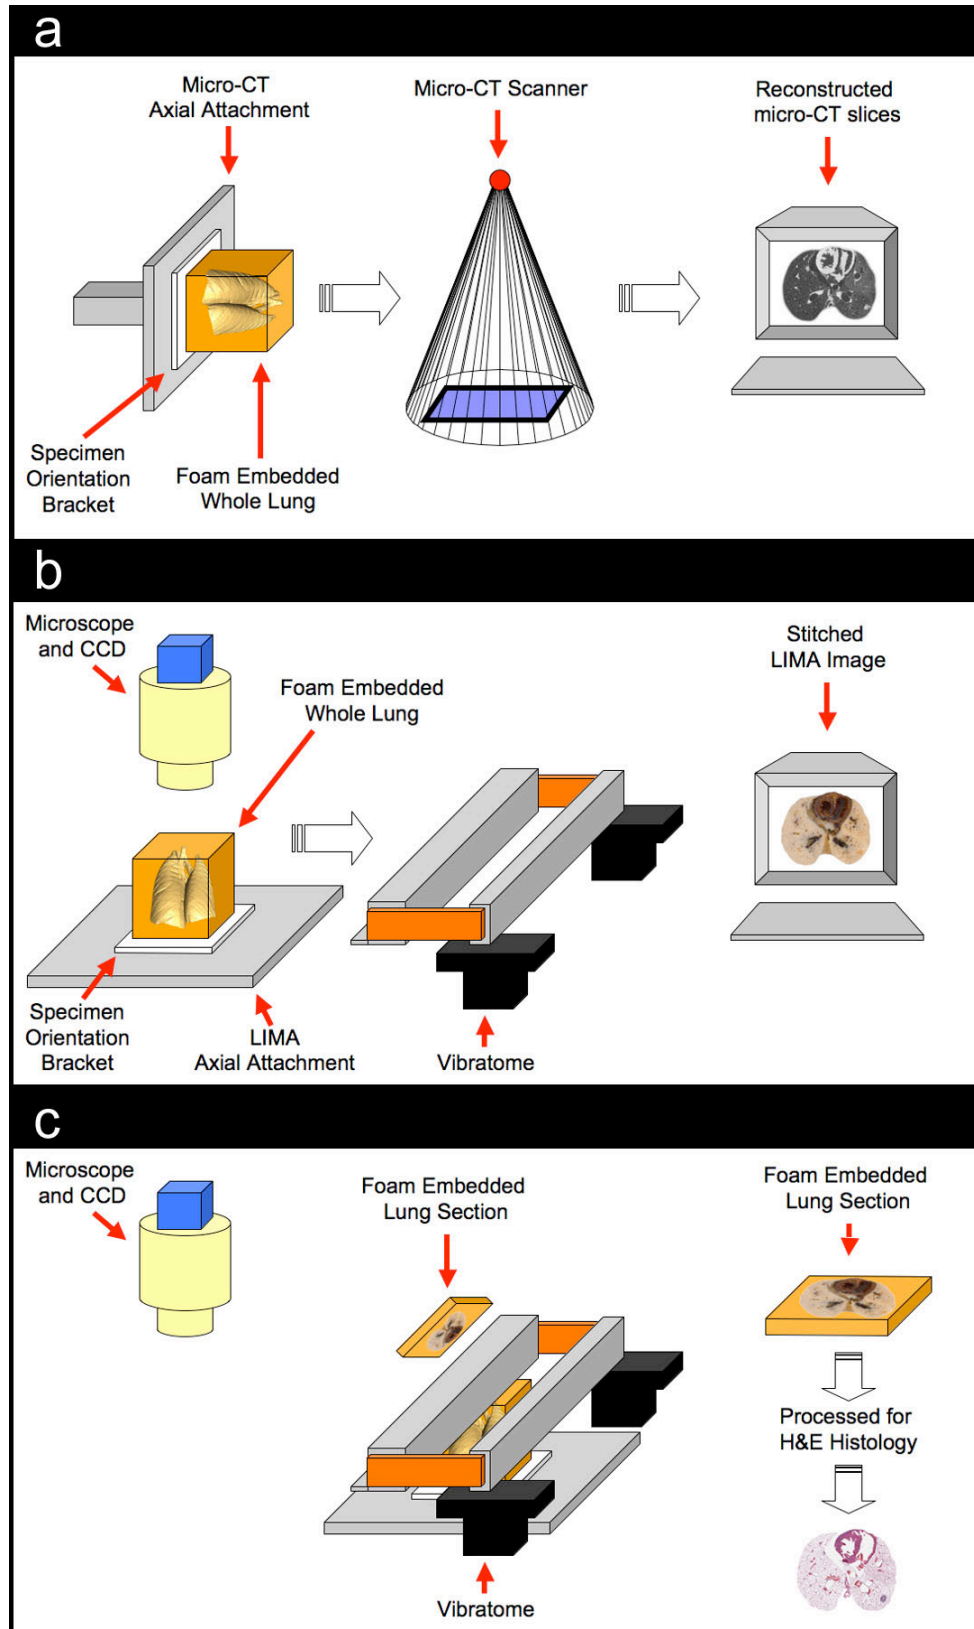 a
Micro-CT
Axial Attachment
Micro-CT Scanner
Reconstructed
micro-CT slices
Specimen
Orientation
Bracket
Foam Embedded
Whole Lung
b
Microscope
and CCD
Foam Embedded
Whole Lung
Stitched
LIMA Image
Specimen
Orientation
Bracket
LIMA
Axial Attachment
Vibratome
c
Microscope
and CCD
Foam Embedded
Lung Section
Foam Embedded
Lung Section
Processed for
H&E Histology
Vibratome